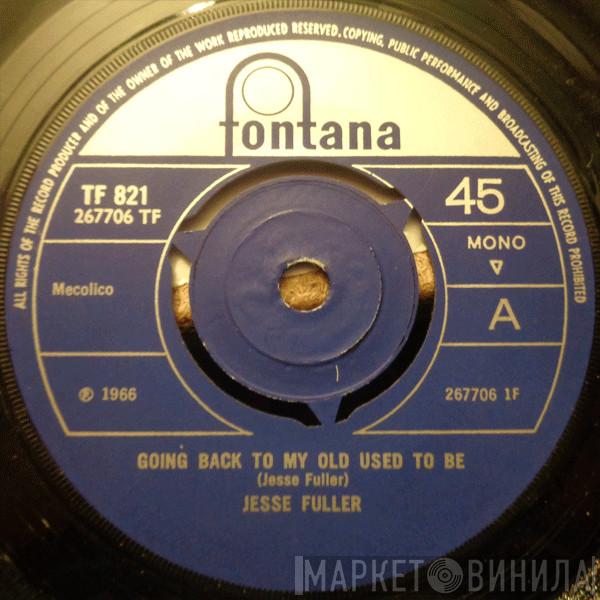 ALL RIGHTS OF THE RECORD PRODUCER AND OF THE OWNER OF THE WORK REPRODUCED RESERVED. COPYING, PUBLIC PERFORMANCE AND BROADCASTING OF THIS RECORD PROHIBITED
fontana
TF 821
267706 TF
45
MONO
Mecolico
A
℗ 1966
267706 1F
GOING BACK TO MY OLD USED TO BE
(Jesse Fuller)
JESSE FULLER
МАРКЕТ ВИНИЛА